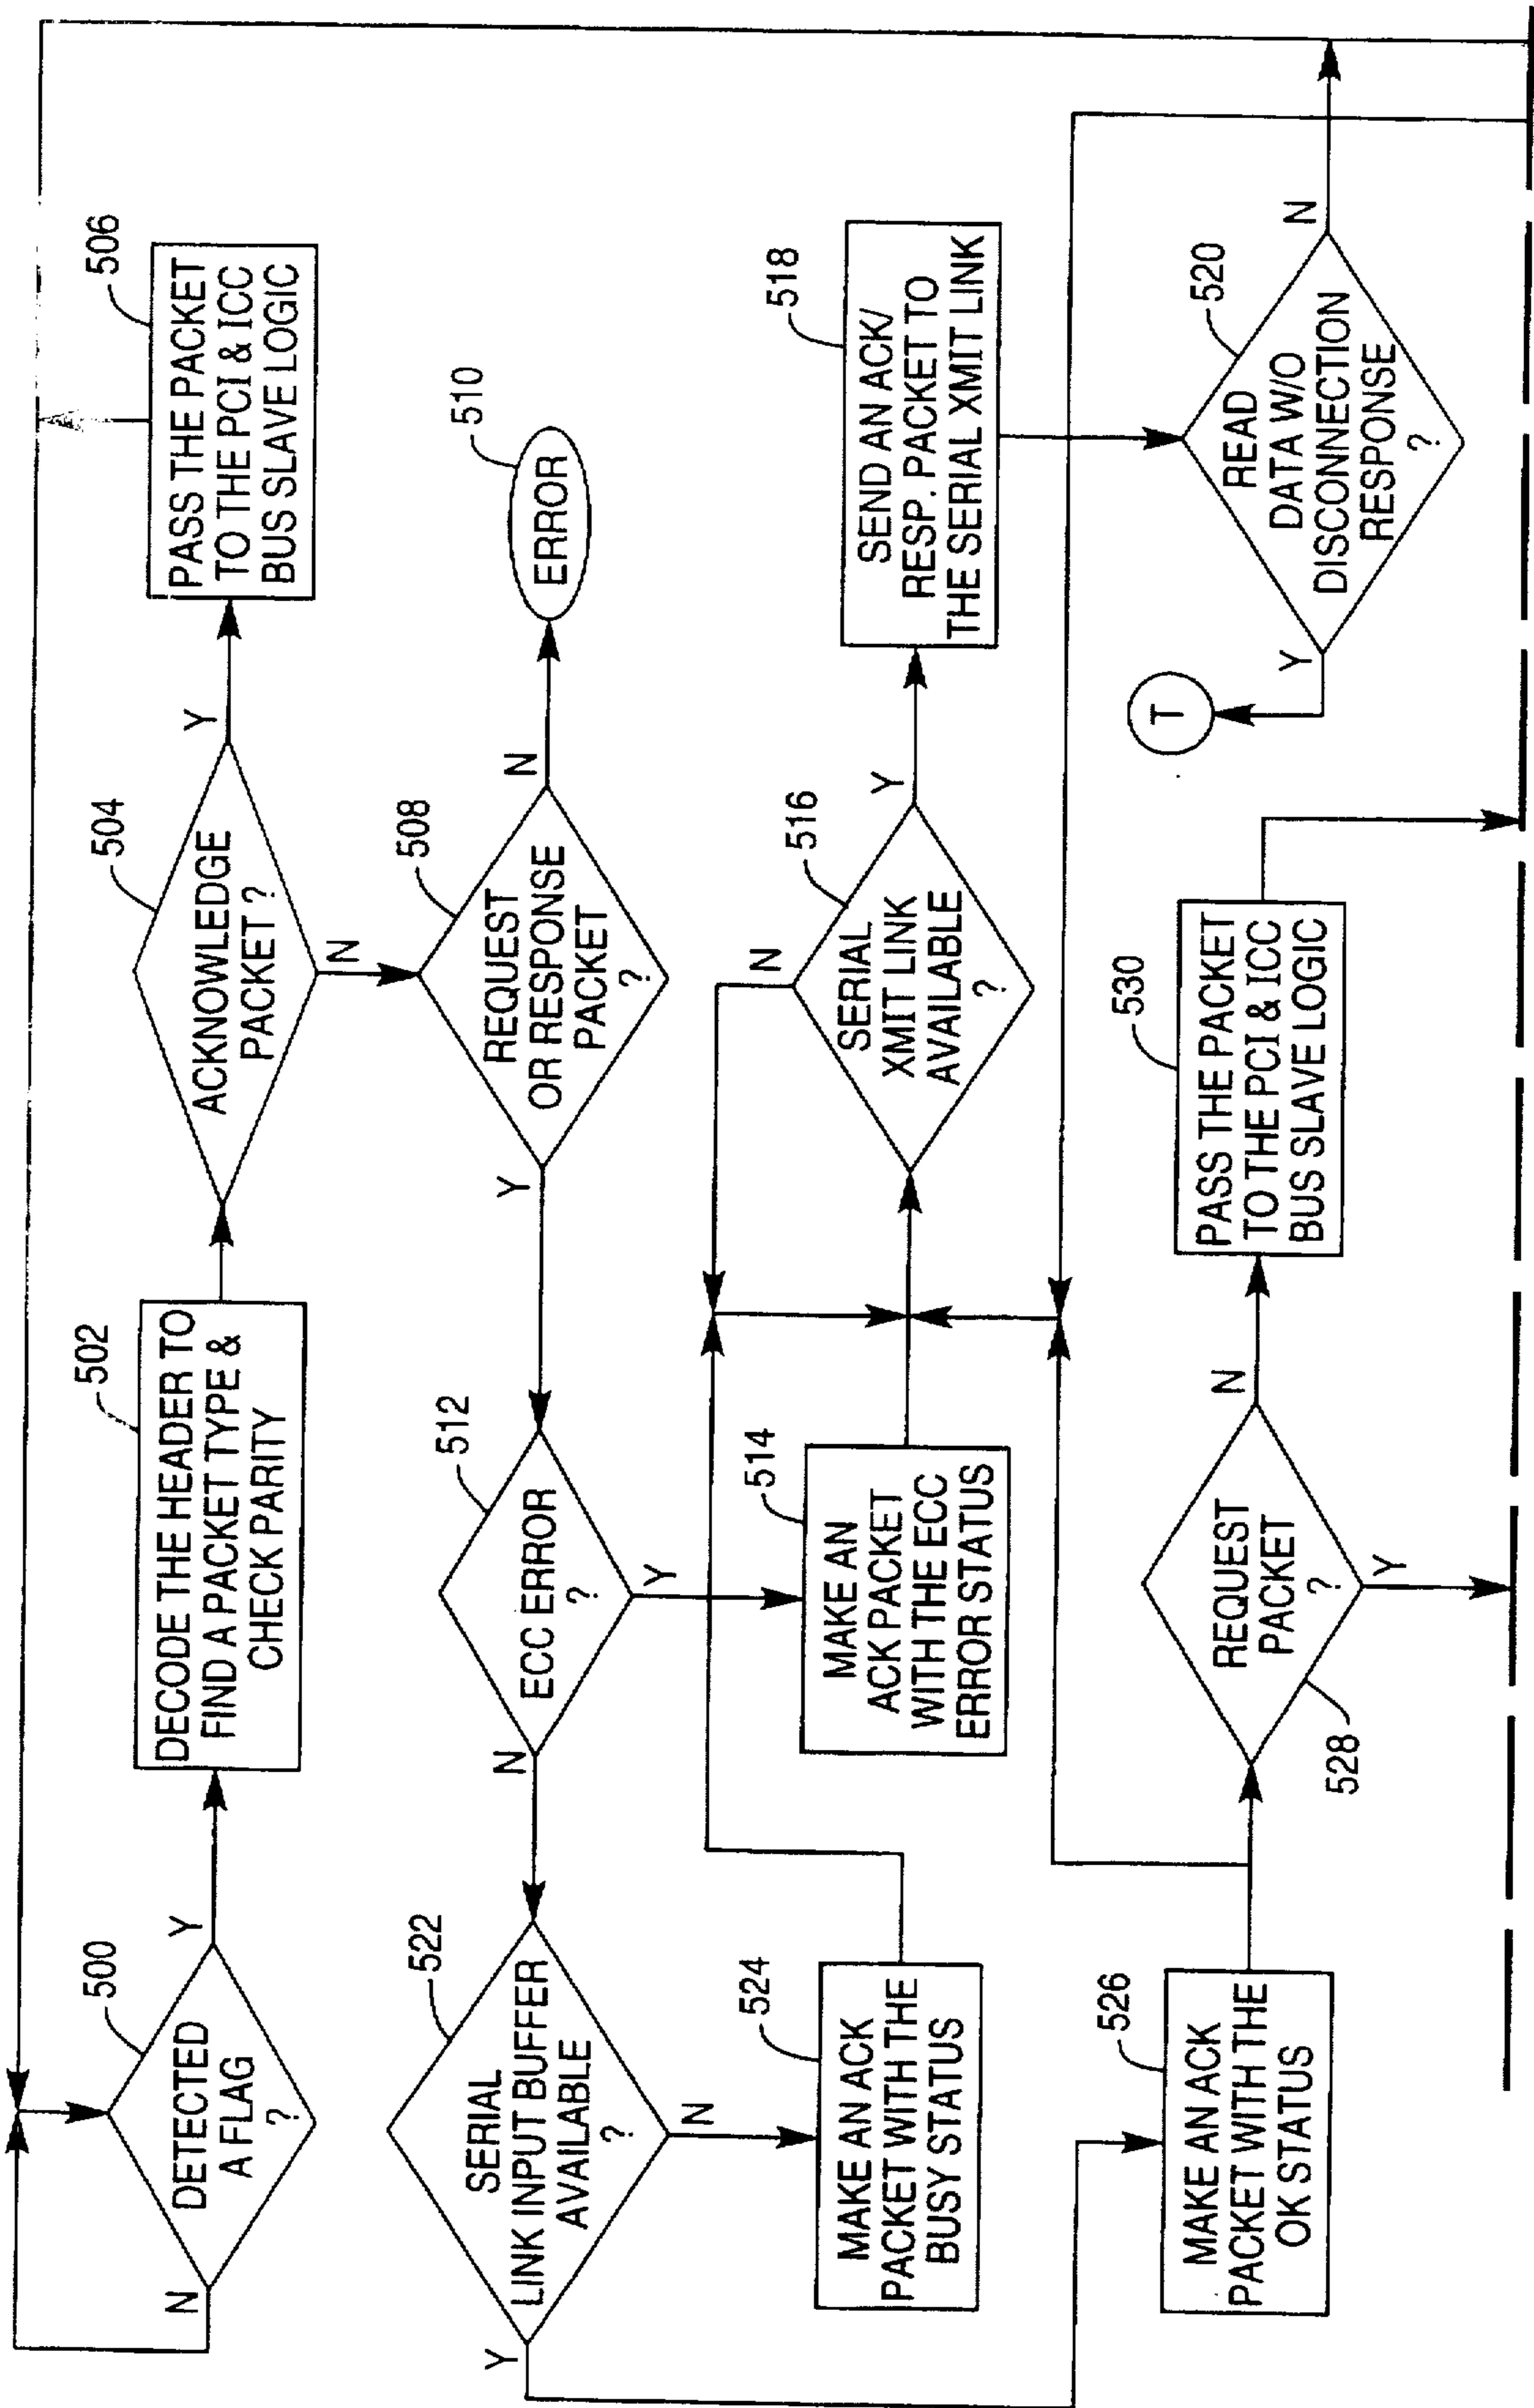 500
DETECTED
A FLAG
?
N
Y
502
DECODE THE HEADER TO
FIND A PACKET TYPE &
CHECK PARITY
504
ACKNOWLEDGE
PACKET ?
Y
N
506
PASS THE PACKET
TO THE PCI & ICC
BUS SLAVE LOGIC
508
REQUEST
OR RESPONSE
PACKET
?
Y
N
510
ERROR
512
ECC ERROR
?
N
Y
522
SERIAL
LINK INPUT BUFFER
AVAILABLE
?
Y
N
514
MAKE AN
ACK PACKET
WITH THE ECC
ERROR STATUS
516
SERIAL
XMIT LINK
AVAILABLE
?
N
Y
518
SEND AN ACK/
RESP. PACKET TO
THE SERIAL XMIT LINK
524
MAKE AN ACK
PACKET WITH THE
BUSY STATUS
526
MAKE AN ACK
PACKET WITH THE
OK STATUS
528
REQUEST
PACKET
?
N
Y
530
PASS THE PACKET
TO THE PCI & ICC
BUS SLAVE LOGIC
T
520
READ
DATA W/O
DISCONNECTION
RESPONSE
?
Y
N